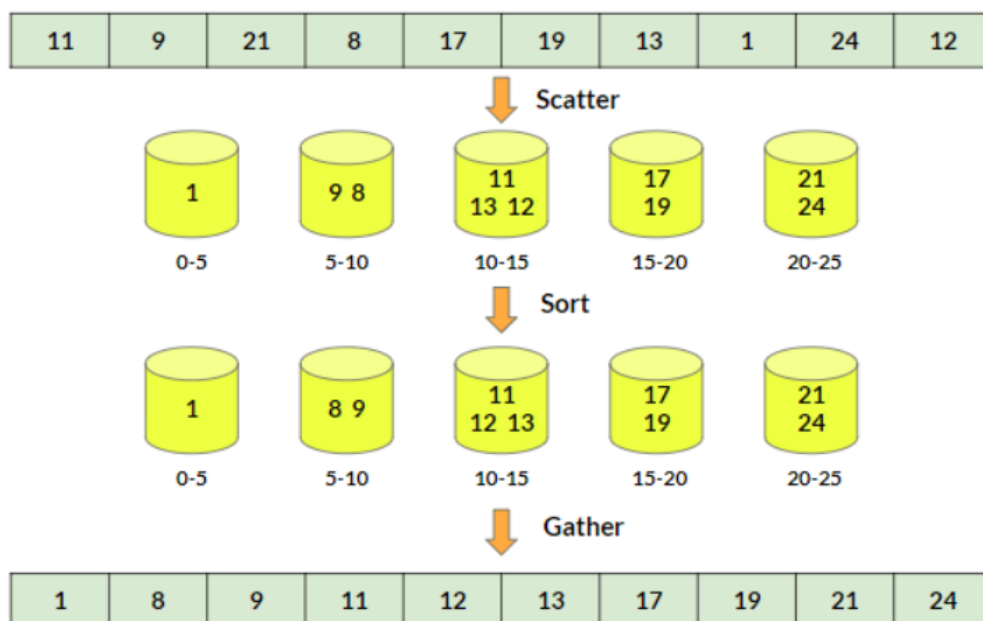 11 9 21 8 17 19 13 1 24 12
Scatter
1 9 8 11 17 21
13 12 19 24
0-5 5-10 10-15 15-20 20-25
Sort
1 8 9 11 17 21
12 13 19 24
0-5 5-10 10-15 15-20 20-25
Gather
1 8 9 11 12 13 17 19 21 24